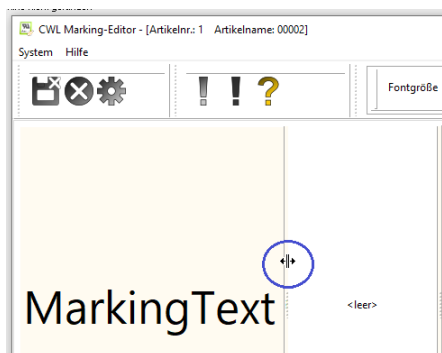 CWL Marking-Editor - [Artikelnr.: 1 Artikelname: 00002]
System Hilfe
Fontgröße
MarkingText
<leer>